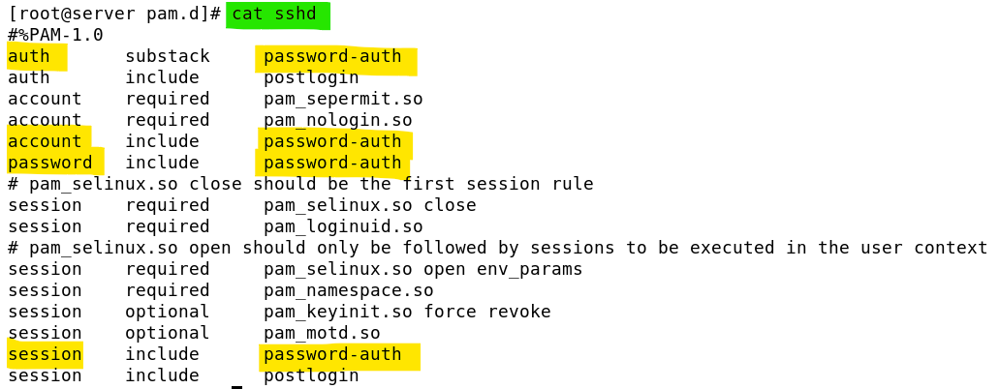 [root@server pam.d]# cat sshd
#%PAM-1.0
auth substack password-auth
auth include postlogin
account required pam_sepermit.so
account required pam_nologin.so
account include password-auth
password include password-auth
# pam_selinux.so close should be the first session rule
session required pam_selinux.so close
session required pam_loginuid.so
# pam_selinux.so open should only be followed by sessions to be executed in the user context
session required pam_selinux.so open env_params
session required pam_namespace.so
session optional pam_keyinit.so force revoke
session optional pam_motd.so
session include password-auth
session include postlogin